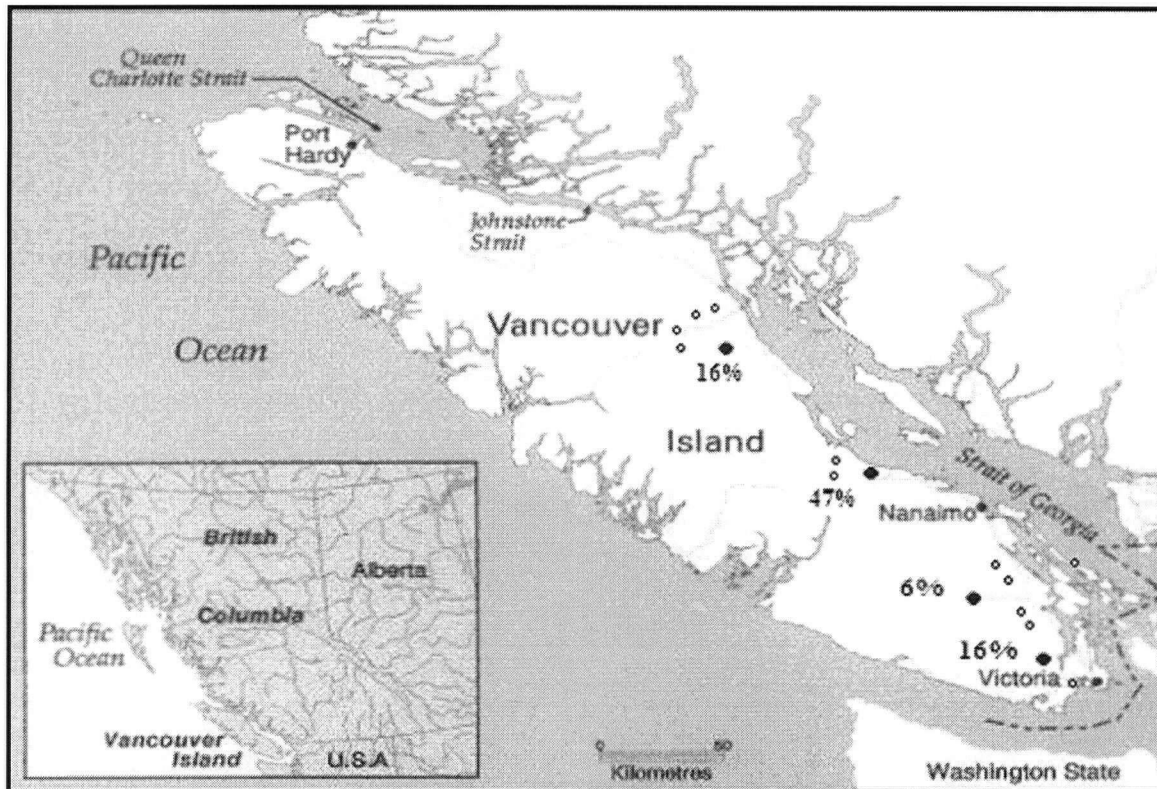 Queen
Charlotte Strait
Port
Hardy
Johnstone
Strait
Pacific
Ocean
Vancouver
16%
Island
47%
Strait of Georgia
Nanaimo
6%
16%
Victoria
British
Columbia
Alberta
Pacific
Ocean
Vancouver
Island
U.S.A
0 50
Kilometres
Washington State